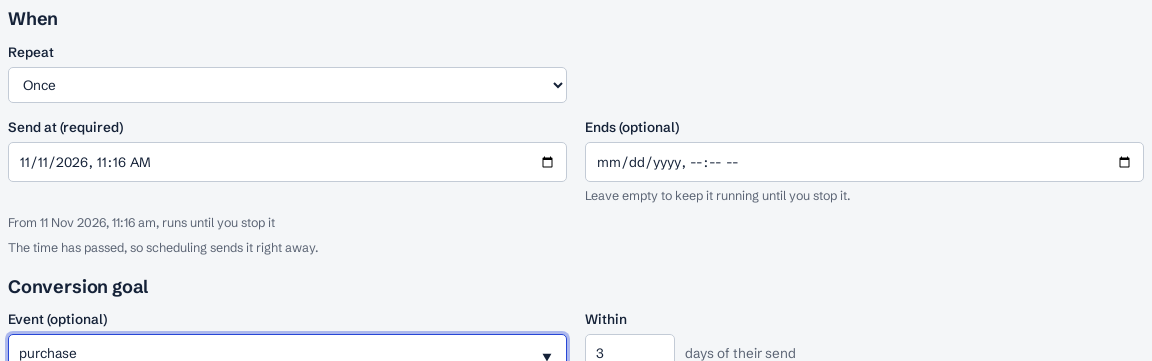 When
Repeat
Once
Send at (required)
Ends (optional)
11/11/2026, 11:16 AM
mm/dd/yyyy, --:-- --
Leave empty to keep it running until you stop it.
From 11 Nov 2026, 11:16 am, runs until you stop it
The time has passed, so scheduling sends it right away.
Conversion goal
Event (optional)
Within
purchase
3
days of their send